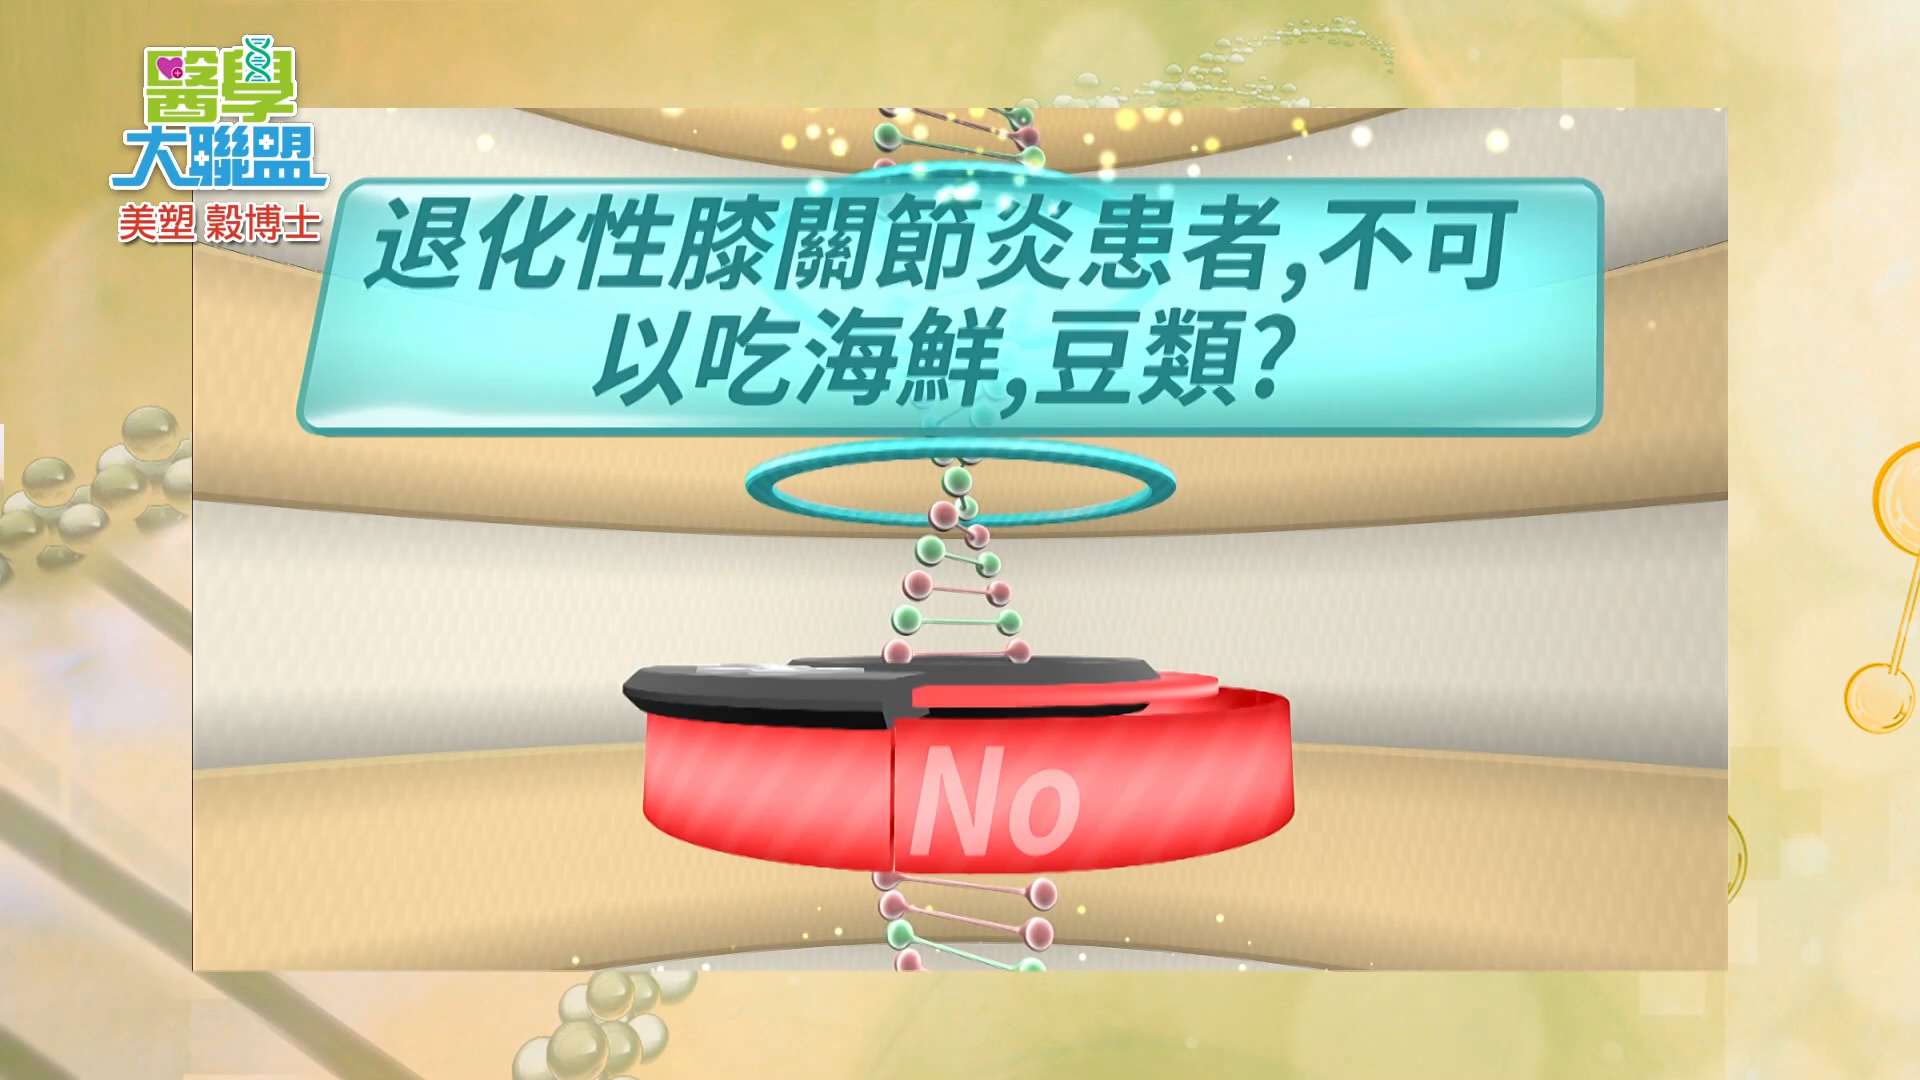 醫學
大聯盟
美塑 穀博士
退化性膝關節炎患者,不可
以吃海鮮,豆類?
No